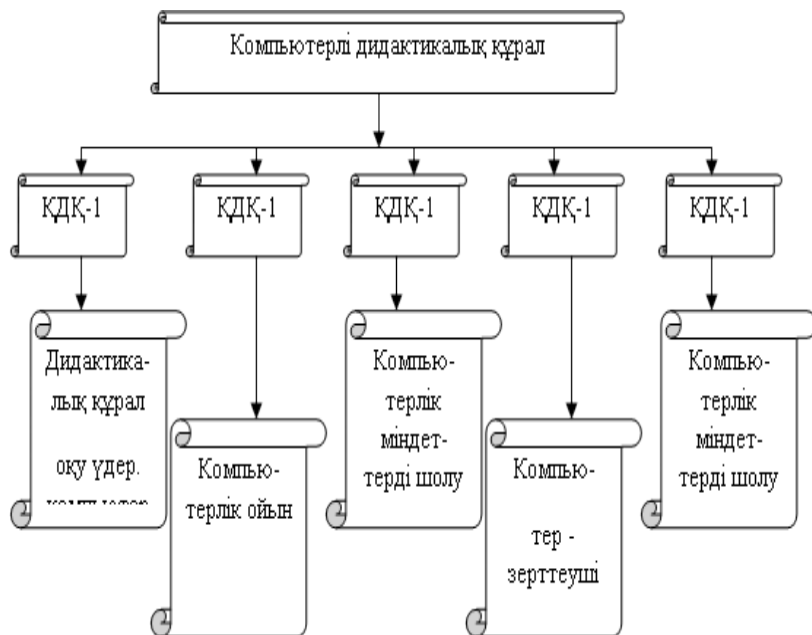 Компьютерлі дидактикалық құрал
ҚДҚ-1
ҚДҚ-1
ҚДҚ-1
ҚДҚ-1
ҚДҚ-1
Дидактика-
лық құрал
оқу үдер.
Компью-
терлік ойын
Компью-
терлік
міндет-
терді шолу
Компью-
тер -
зерттеуші
Компью-
терлік
міндет-
терді шолу